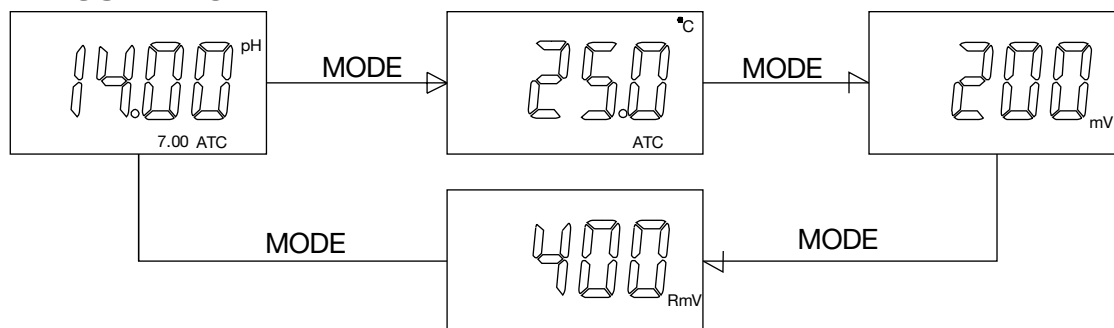 14.00 pH
7.00 ATC
MODE
25.0 °C
ATC
MODE
200 mV
MODE
400 RmV
MODE